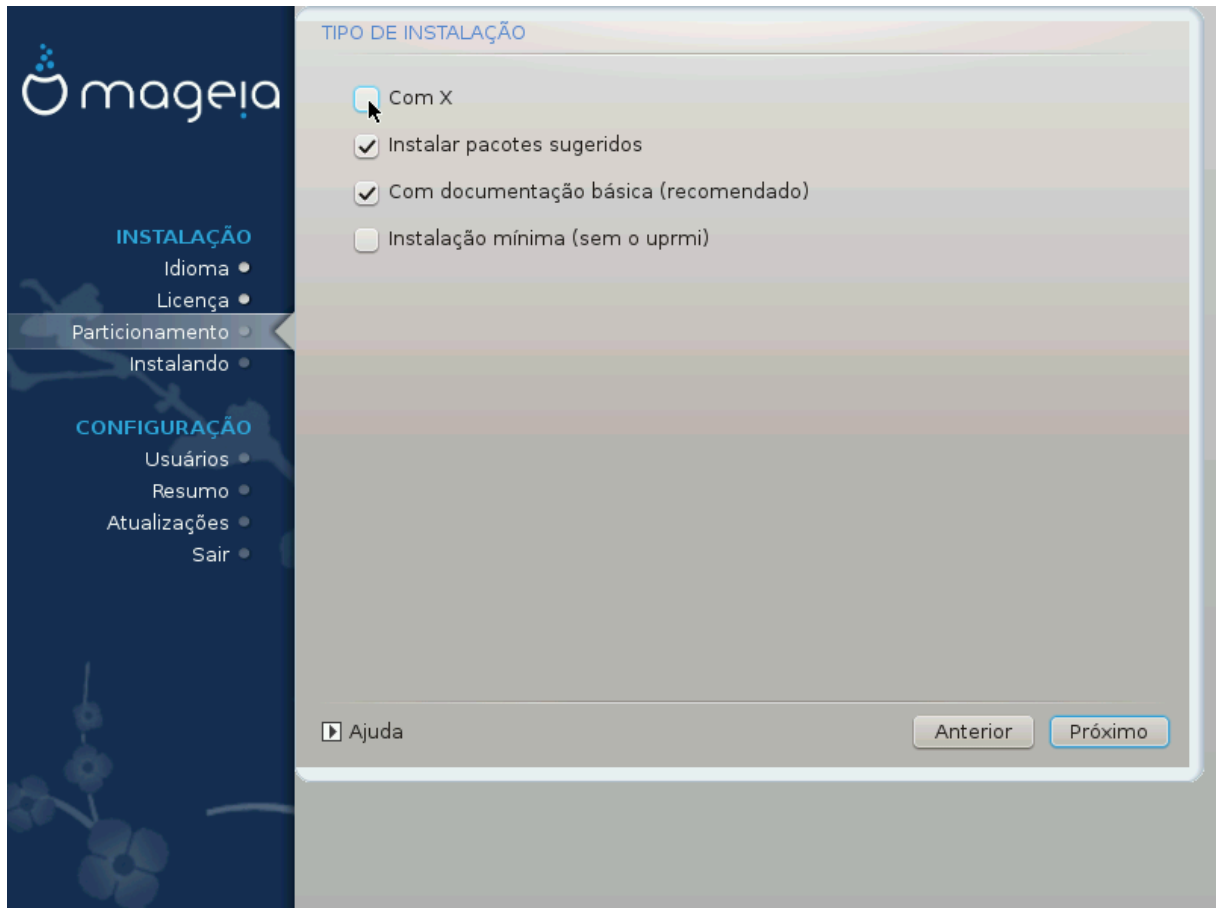 mageia
INSTALAÇÃO
Idioma
Licença
Particionamento
Instalando
CONFIGURAÇÃO
Usuários
Resumo
Atualizações
Sair
TIPO DE INSTALAÇÃO
Com X
Instalar pacotes sugeridos
Com documentação básica (recomendado)
Instalação mínima (sem o uprmi)
Ajuda
Anterior
Próximo